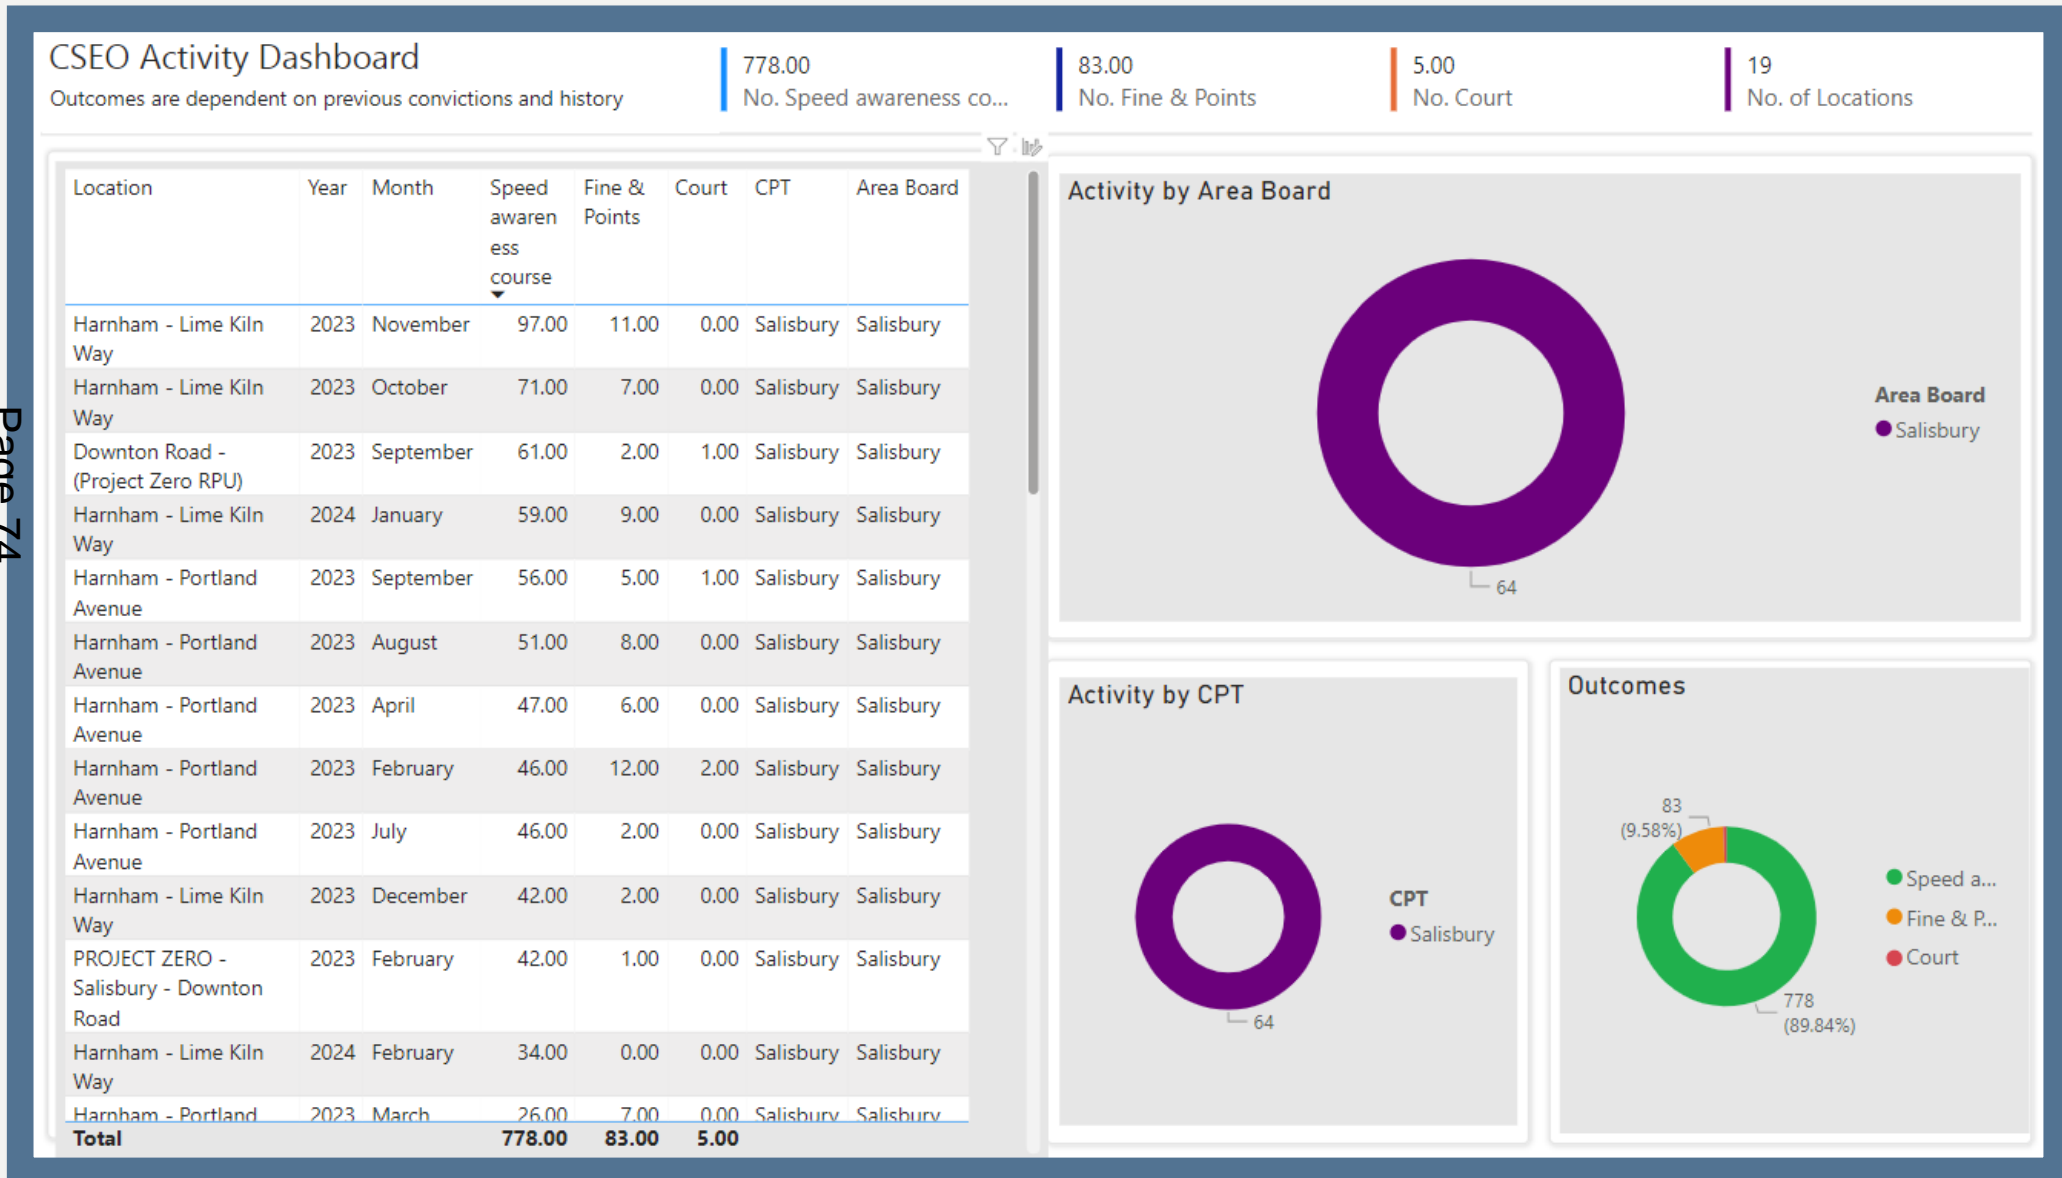 CSEO Activity Dashboard
Outcomes are dependent on previous convictions and history
778.00
No. Speed awareness co...
83.00
No. Fine & Points
5.00
No. Court
19
No. of Locations
Location Year Month Speed awaren ess course Fine & Points Court CPT Area Board
Harnham - Lime Kiln Way 2023 November 97.00 11.00 0.00 Salisbury Salisbury
Harnham - Lime Kiln Way 2023 October 71.00 7.00 0.00 Salisbury Salisbury
Downton Road - (Project Zero RPU) 2023 September 61.00 2.00 1.00 Salisbury Salisbury
Harnham - Lime Kiln Way 2024 January 59.00 9.00 0.00 Salisbury Salisbury
Harnham - Portland Avenue 2023 September 56.00 5.00 1.00 Salisbury Salisbury
Harnham - Portland Avenue 2023 August 51.00 8.00 0.00 Salisbury Salisbury
Harnham - Portland Avenue 2023 April 47.00 6.00 0.00 Salisbury Salisbury
Harnham - Portland Avenue 2023 February 46.00 12.00 2.00 Salisbury Salisbury
Harnham - Portland Avenue 2023 July 46.00 2.00 0.00 Salisbury Salisbury
Harnham - Lime Kiln Way 2023 December 42.00 2.00 0.00 Salisbury Salisbury
PROJECT ZERO - Salisbury - Downton Road 2023 February 42.00 1.00 0.00 Salisbury Salisbury
Harnham - Lime Kiln Way 2024 February 34.00 0.00 0.00 Salisbury Salisbury
Harnham - Portland 2023 March 26.00 7.00 0.00 Salisbury Salisbury
Total 778.00 83.00 5.00
Activity by Area Board
64
Area Board
Salisbury
Activity by CPT
64
CPT
Salisbury
Outcomes
83
(9.58%)
778
(89.84%)
Speed a...
Fine & P...
Court
Page 74